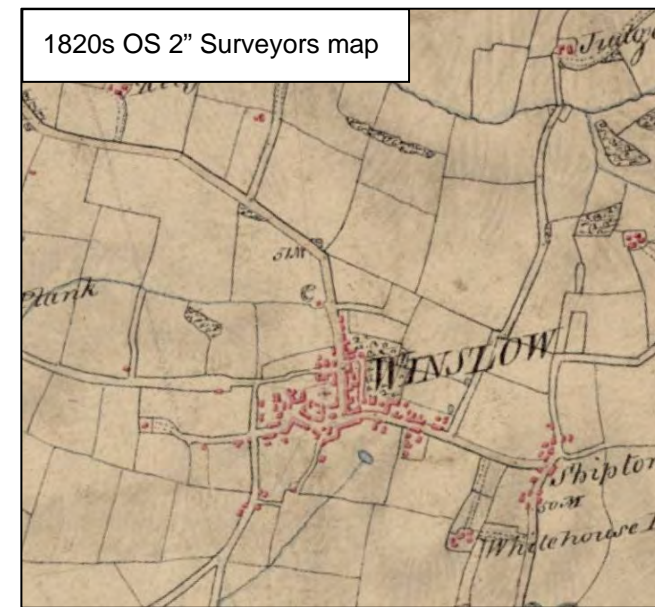 1820s OS 2” Surveyors map
51M
WINSLOW
Shipton
50M
Whitehouse